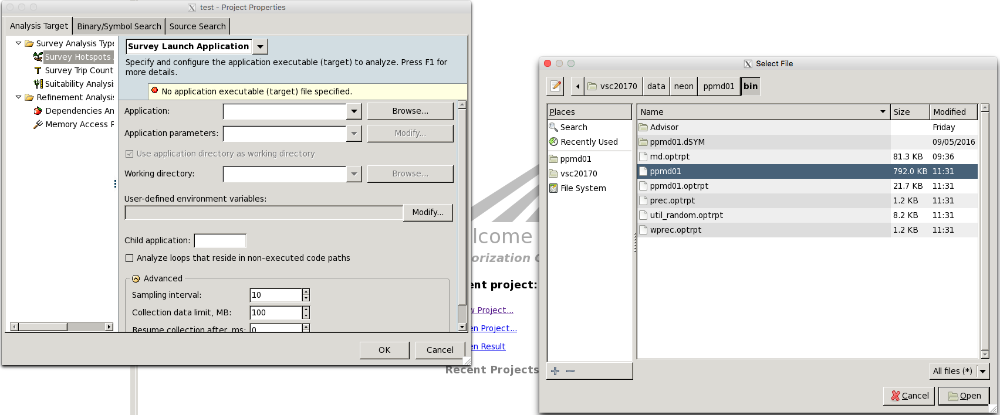 test - Project Properties
Analysis Target
Binary/Symbol Search
Source Search
Survey Analysis Type
Survey Hotspots
Survey Trip Count
Suitability Analysi
Refinement Analysis
Dependencies An
Memory Access P
Survey Launch Application
Specify and configure the application executable (target) to analyze. Press F1 for
more details.
No application executable (target) file specified.
Application:
Browse...
Application parameters:
Modify...
Use application directory as working directory
Working directory:
Browse...
User-defined environment variables:
Modify...
Child application:
Analyze loops that reside in non-executed code paths
Advanced
Sampling interval:
10
Collection data limit, MB:
100
Resume collection after, ms:
0
OK
Cancel
lcome
orization
ent project:
w Project...
en Project...
en Result
Recent Projects
Select File
vsc20170
data
neon
ppmd01
bin
Places
Search
Recently Used
ppmd01
vsc20170
File System
Name Size Modified
Advisor Friday
ppmd01.dSYM 09/05/2016
md.optrpt 81.3 KB 09:36
ppmd01 792.0 KB 11:31
ppmd01.optrpt 21.7 KB 11:31
prec.optrpt 1.2 KB 11:31
util_random.optrpt 8.2 KB 11:31
wprec.optrpt 1.2 KB 11:31
All files (*)
Cancel
Open